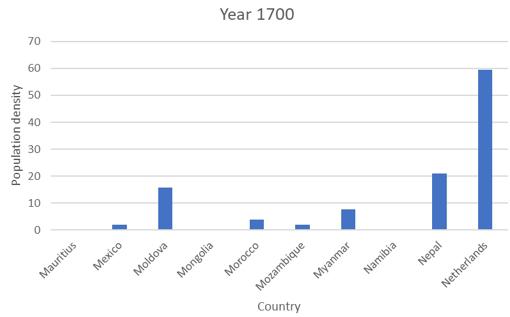 Year 1700
70
60
50
40
30
20
10
0
Population density
Mauritius
Mexico
Moldova
Mongolia
Morocco
Mozambique
Myanmar
Namibia
Nepal
Netherlands
Country